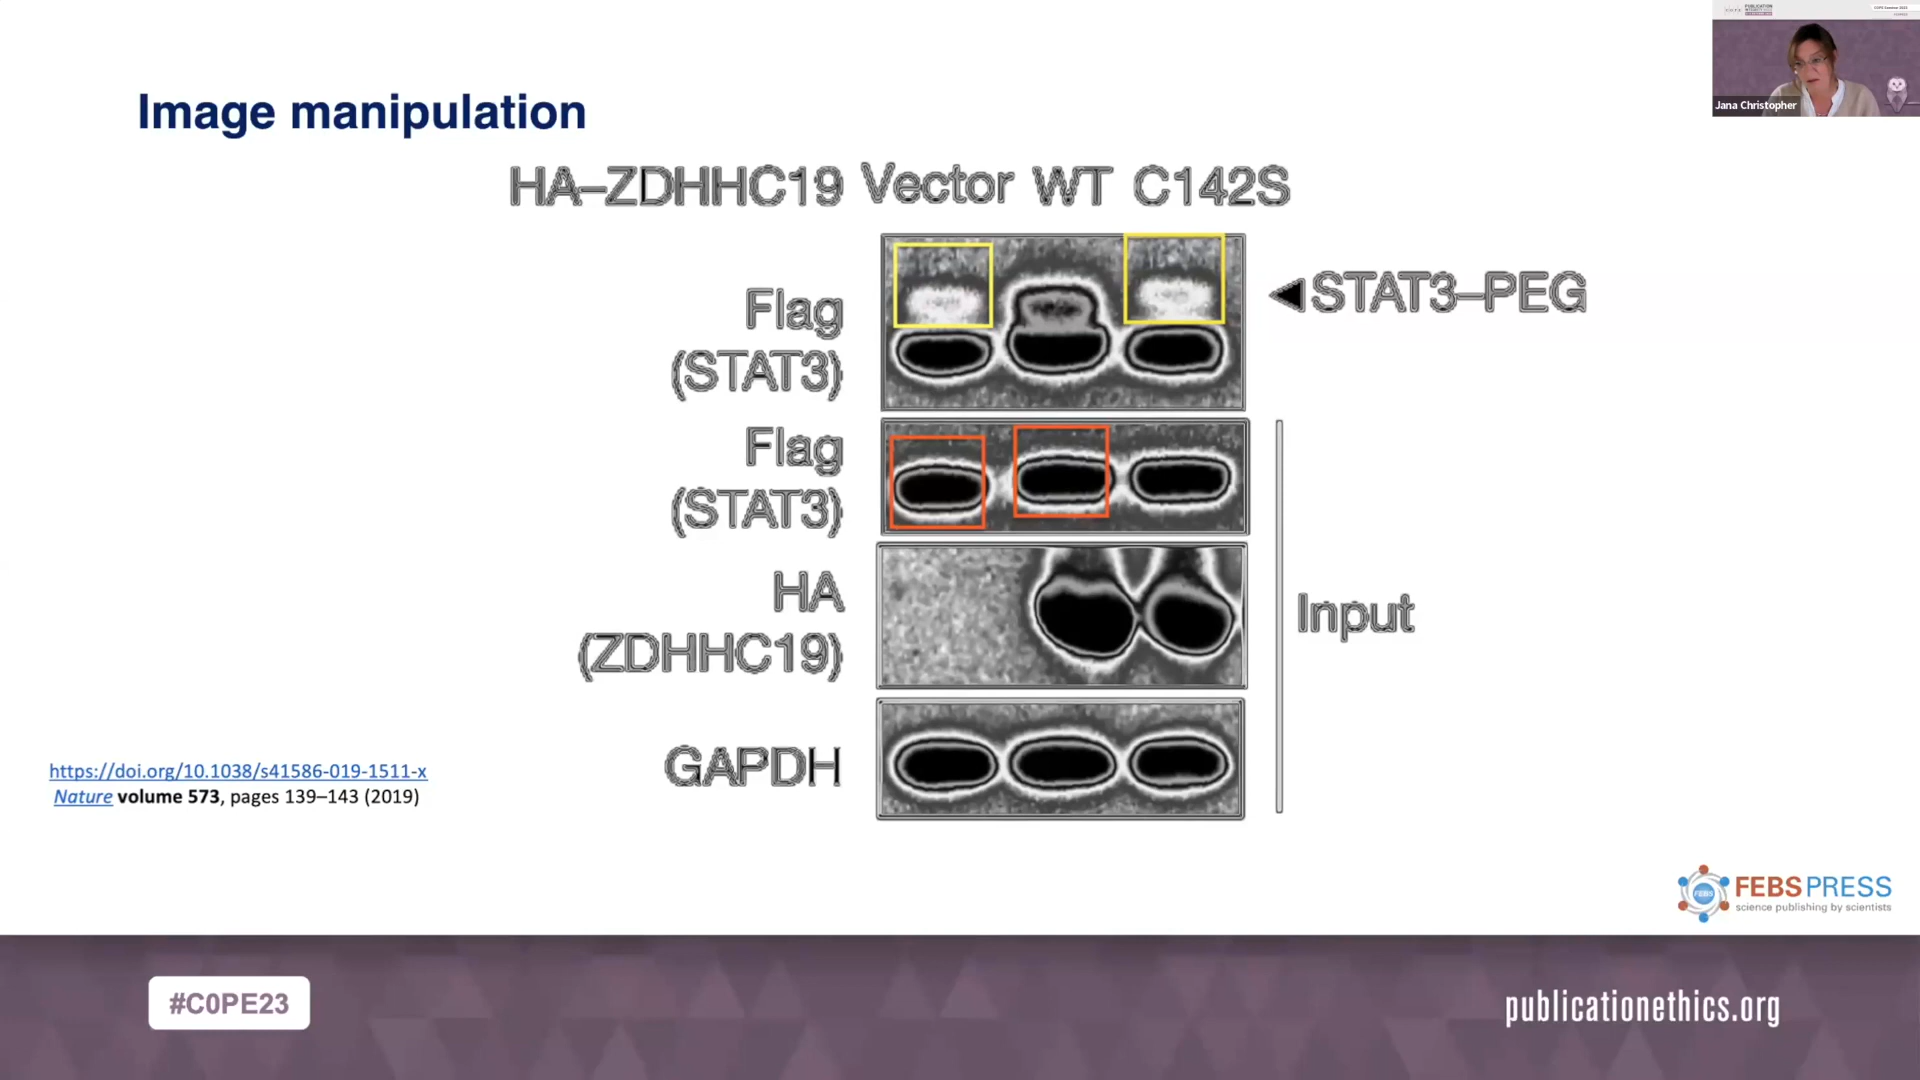 Jana Christopher
Image manipulation
HA–ZDHHC19 Vector WT C142S
Flag
(STAT3)
◀STAT3–PEG
Flag
(STAT3)
HA
(ZDHHC19)
Input
GAPDH
https://doi.org/10.1038/s41586-019-1511-x
Nature volume 573, pages 139–143 (2019)
FEBS
FEBS PRESS
science publishing by scientists
#C0PE23
publicationethics.org